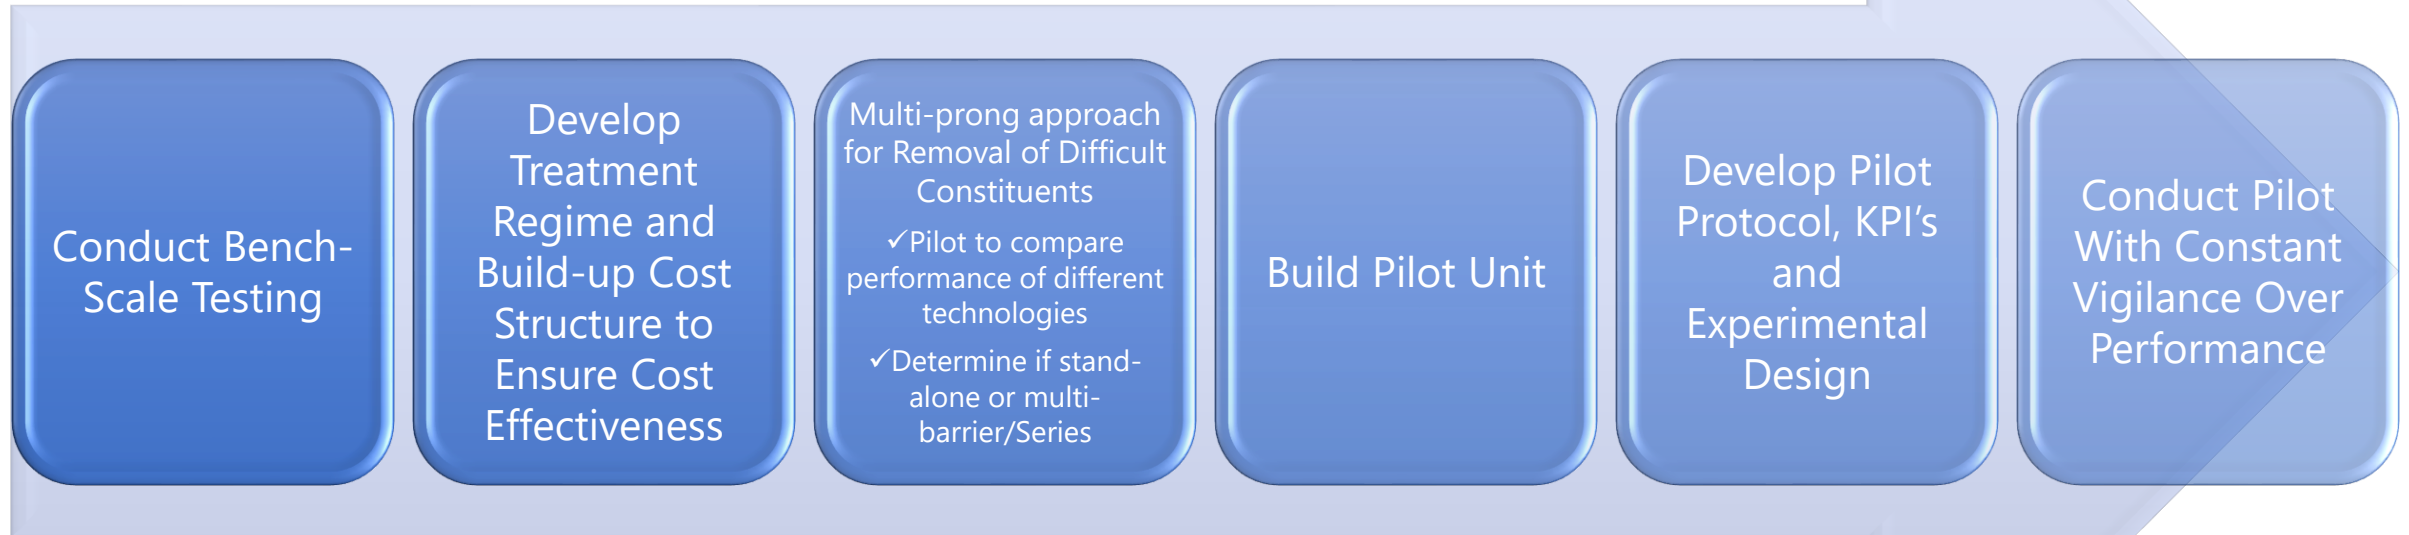 Conduct Bench-
Scale Testing
Develop
Treatment
Regime and
Build-up Cost
Structure to
Ensure Cost
Effectiveness
Multi-prong approach
for Removal of Difficult
Constituents
✓Pilot to compare
performance of different
technologies
✓Determine if stand-
alone or multi-
barrier/Series
Build Pilot Unit
Develop Pilot
Protocol, KPI’s
and
Experimental
Design
Conduct Pilot
With Constant
Vigilance Over
Performance